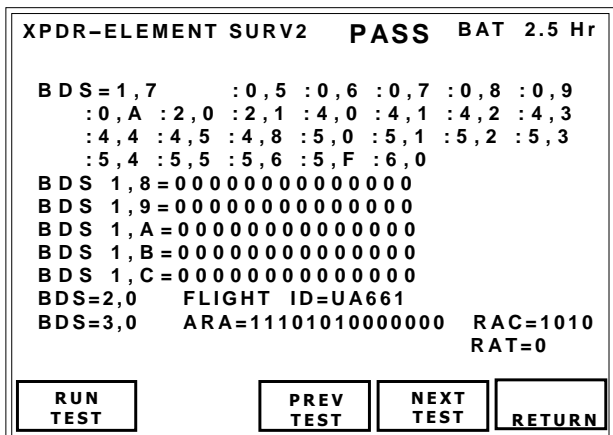 XPDR–ELEMENT SURV2 PASS BAT 2.5 Hr
BDS=1,7 :0,5 :0,6 :0,7 :0,8 :0,9
:0,A :2,0 :2,1 :4,0 :4,1 :4,2 :4,3
:4,4 :4,5 :4,8 :5,0 :5,1 :5,2 :5,3
:5,4 :5,5 :5,6 :5,F :6,0
BDS 1,8=00000000000000
BDS 1,9=00000000000000
BDS 1,A=00000000000000
BDS 1,B=00000000000000
BDS 1,C=00000000000000
BDS=2,0 FLIGHT ID=UA661
BDS=3,0 ARA=11101010000000 RAC=1010
RAT=0
RUN TEST
PREV TEST
NEXT TEST
RETURN